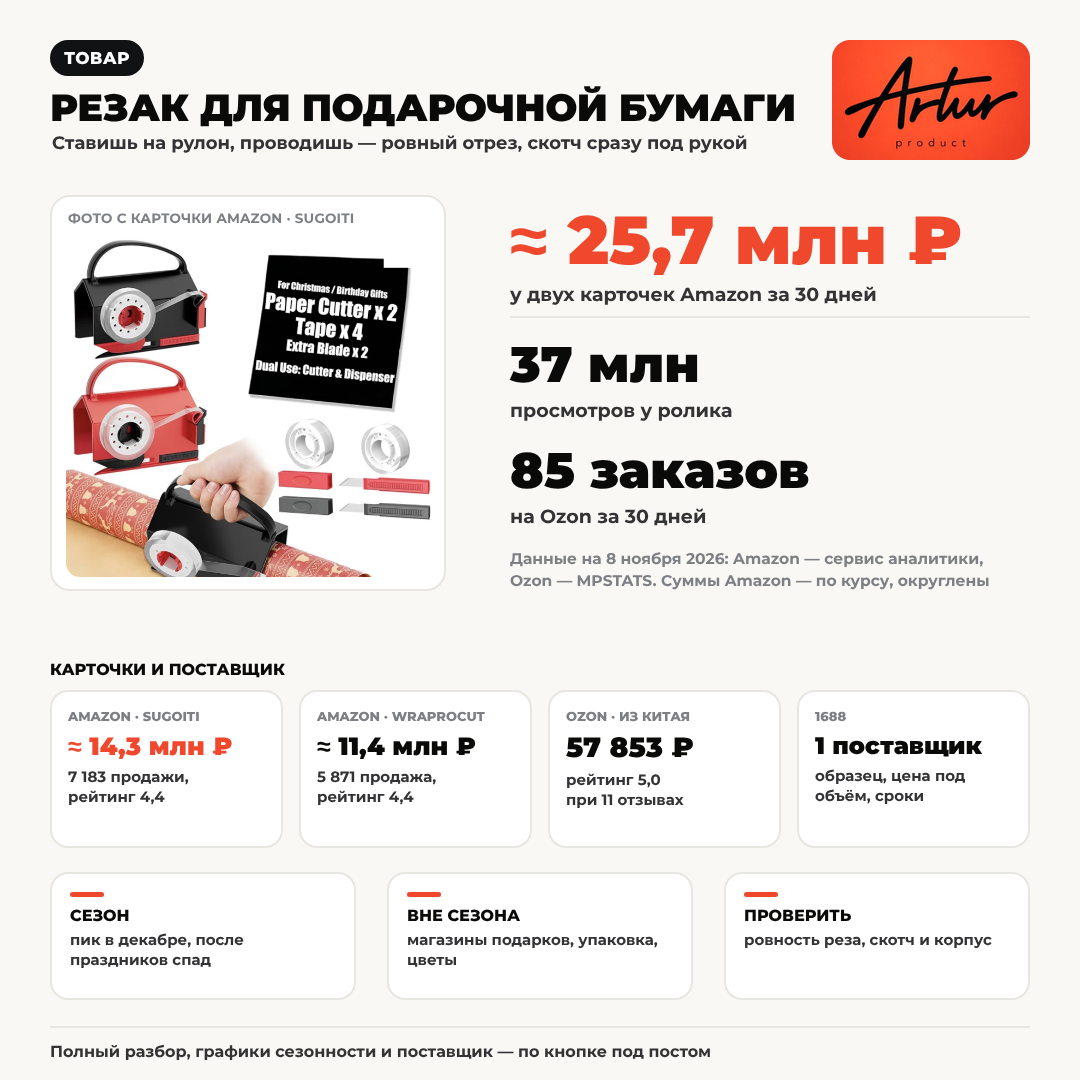 ТОВАР
РЕЗАК ДЛЯ ПОДАРОЧНОЙ БУМАГИ
Ставишь на рулон, проводишь — ровный отрез, скотч сразу под рукой
Artur
product
ФОТО С КАРТОЧКИ AMAZON · SUGOITI
For Christmas / Birthday Gifts
Paper Cutter x 2
Tape x 4
Extra Blade x 2
Dual Use: Cutter & Dispenser
≈ 25,7 млн ₽
у двух карточек Amazon за 30 дней
37 млн
просмотров у ролика
85 заказов
на Ozon за 30 дней
Данные на 8 ноября 2026: Amazon — сервис аналитики,
Ozon — MPSTATS. Суммы Amazon — по курсу, округлены
КАРТОЧКИ И ПОСТАВЩИК
AMAZON · SUGOITI
≈ 14,3 млн ₽
7 183 продажи,
рейтинг 4,4
AMAZON · WRAPROCUT
≈ 11,4 млн ₽
5 871 продажа,
рейтинг 4,4
OZON · ИЗ КИТАЯ
57 853 ₽
рейтинг 5,0
при 11 отзывах
1688
1 поставщик
образец, цена под
объём, сроки
СЕЗОН
пик в декабре, после
праздников спад
ВНЕ СЕЗОНА
магазины подарков, упаковка,
цветы
ПРОВЕРИТЬ
ровность реза, скотч и корпус
Полный разбор, графики сезонности и поставщик — по кнопке под постом